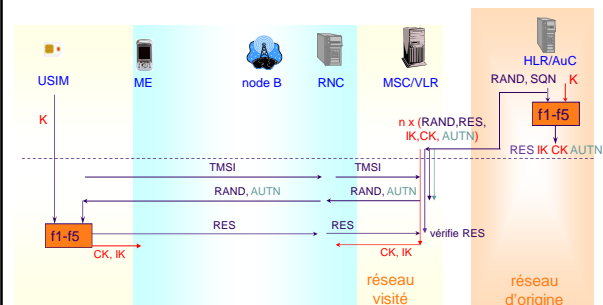 HLR/AuC
USIM
ME
node B
RNC
MSC/VLR
RAND, SQN
K
K
n x (RAND,RES,
IK,CK, AUTN)
f1-f5
RES IK CK AUTN
TMSI
TMSI
RAND, AUTN
RAND, AUTN
RES
RES
vérifie RES
f1-f5
CK, IK
CK, IK
réseau
visité
réseau
d'origine